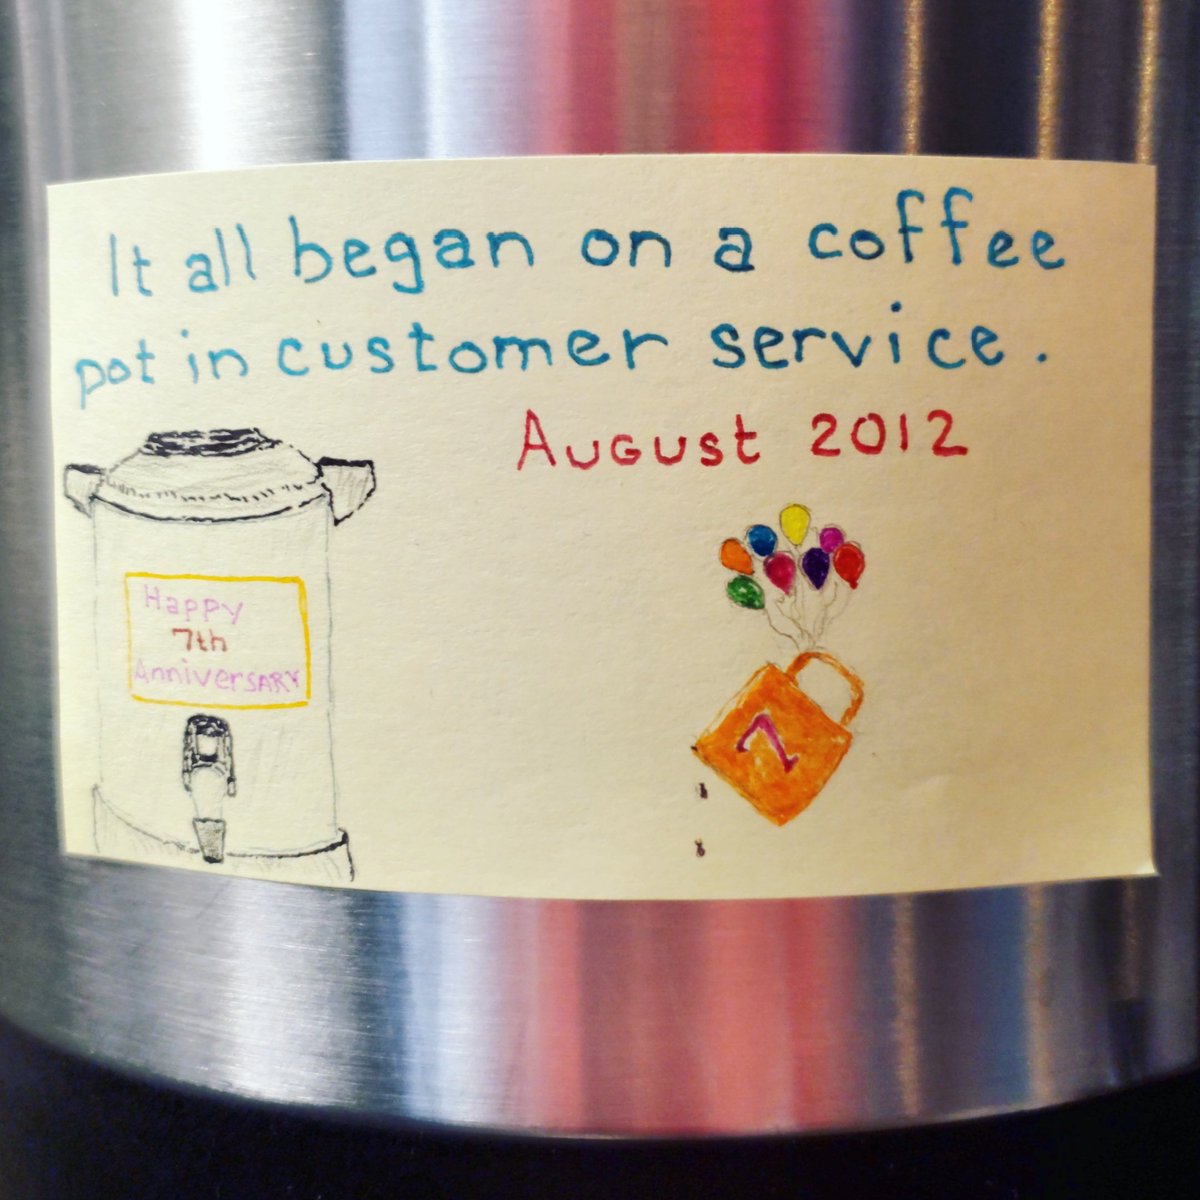 It all began on a coffee
pot in customer service.
August 2012
Happy
7th
Anniversary
7